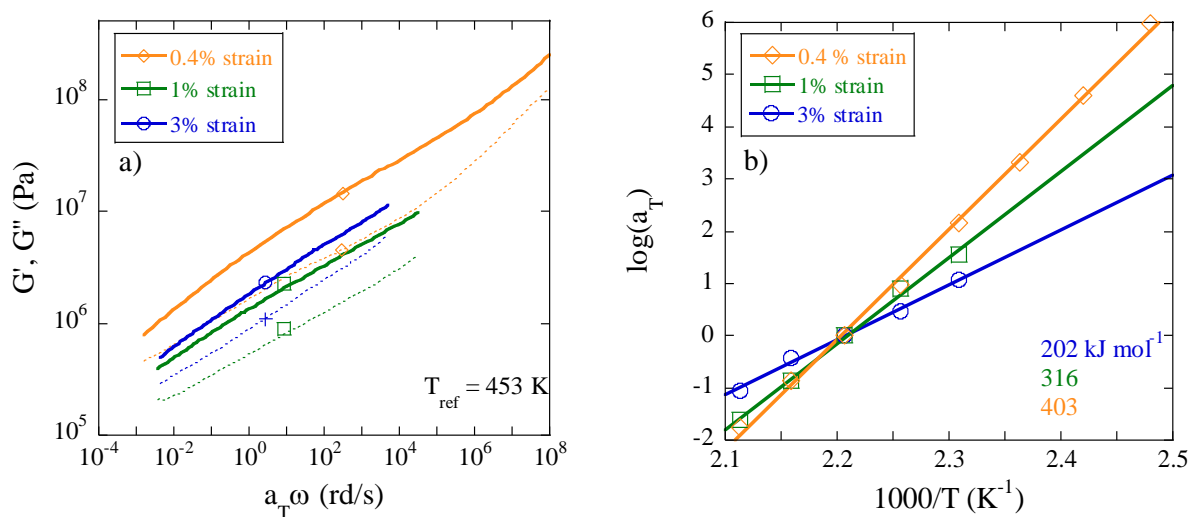 0.4% strain
1% strain
3% strain
a)
T_ref = 453 K
G', G" (Pa)
10^8
10^7
10^6
10^5
10^-4
10^-2
10^0
10^2
10^4
10^6
10^8
a_Tω (rd/s)
0.4 % strain
1% strain
3% strain
b)
202 kJ mol^-1
316
403
log(a_T)
6
5
4
3
2
1
0
-1
-2
2.1
2.2
2.3
2.4
2.5
1000/T (K^-1)